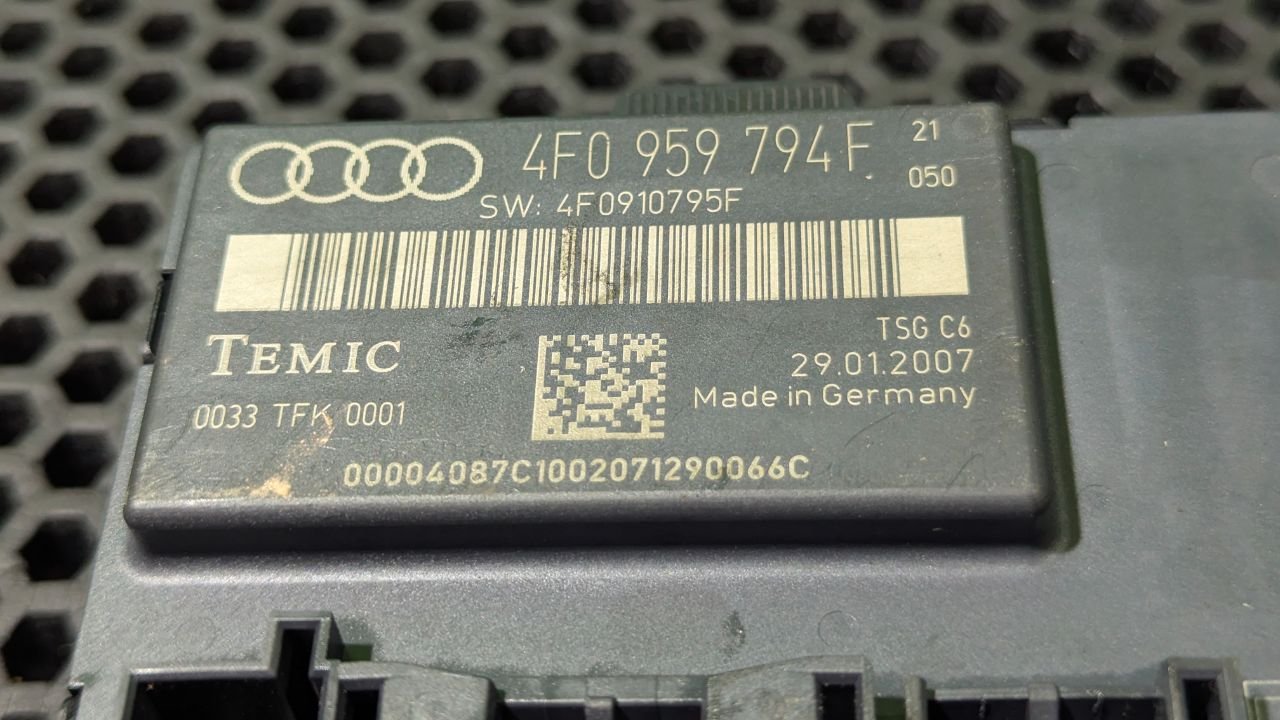 4F0 959 794 F 21
050
SW: 4F0910795F
TEMIC
TSG C6
29.01.2007
Made in Germany
0033 TFK 0001
00004087C1002071290066C